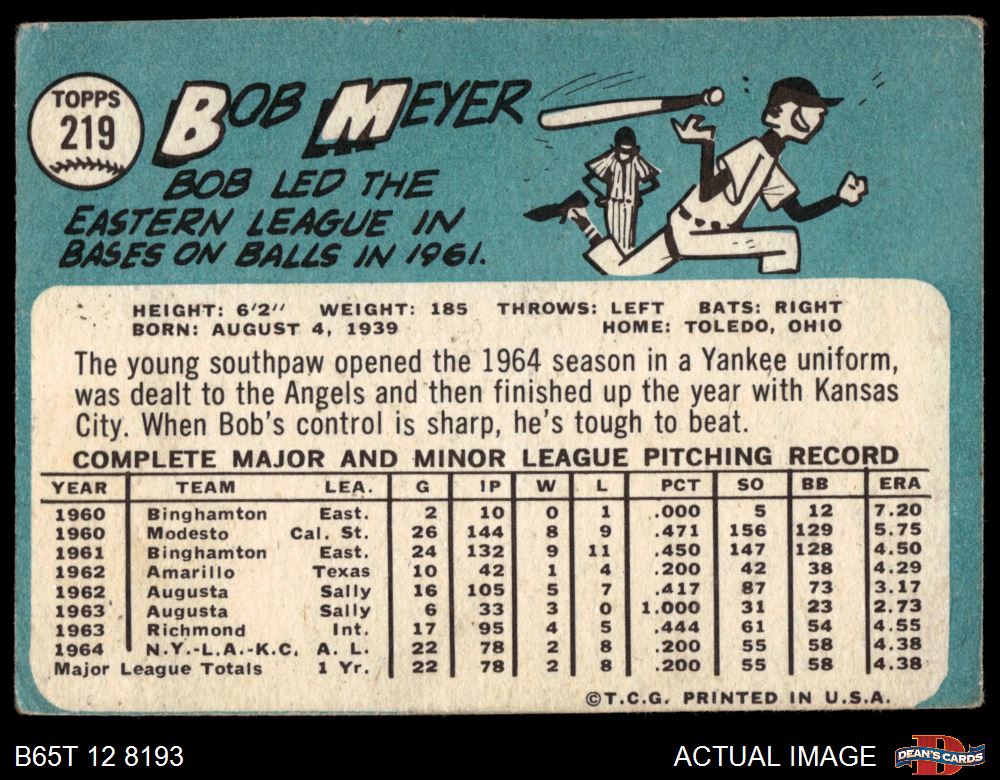 TOPPS
219
BOB MEYER
BOB LED THE
EASTERN LEAGUE IN
BASES ON BALLS IN 1961.
HEIGHT: 6'2" WEIGHT: 185 THROWS: LEFT BATS: RIGHT
BORN: AUGUST 4, 1939 HOME: TOLEDO, OHIO
The young southpaw opened the 1964 season in a Yankee uniform,
was dealt to the Angels and then finished up the year with Kansas
City. When Bob's control is sharp, he's tough to beat.
COMPLETE MAJOR AND MINOR LEAGUE PITCHING RECORD
YEAR TEAM LEA. G IP W L PCT SO BB ERA
1960 Binghamton East. 2 10 0 1 .000 5 12 7.20
1960 Modesto Cal. St. 26 144 8 9 .471 156 129 5.75
1961 Binghamton East. 24 132 9 11 .450 147 128 4.50
1962 Amarillo Texas 10 42 1 4 .200 42 38 4.29
1962 Augusta Sally 16 105 5 7 .417 87 73 3.17
1963 Augusta Sally 6 33 3 0 1.000 31 23 2.73
1963 Richmond Int. 17 95 4 5 .444 61 54 4.55
1964 N.Y.-L.A.-K.C. A. L. 22 78 2 8 .200 55 58 4.38
Major League Totals 1 Yr. 22 78 2 8 .200 55 58 4.38
©T.C.G. PRINTED IN U.S.A.
B65T 12 8193 ACTUAL IMAGE
DEAN'S CARDS